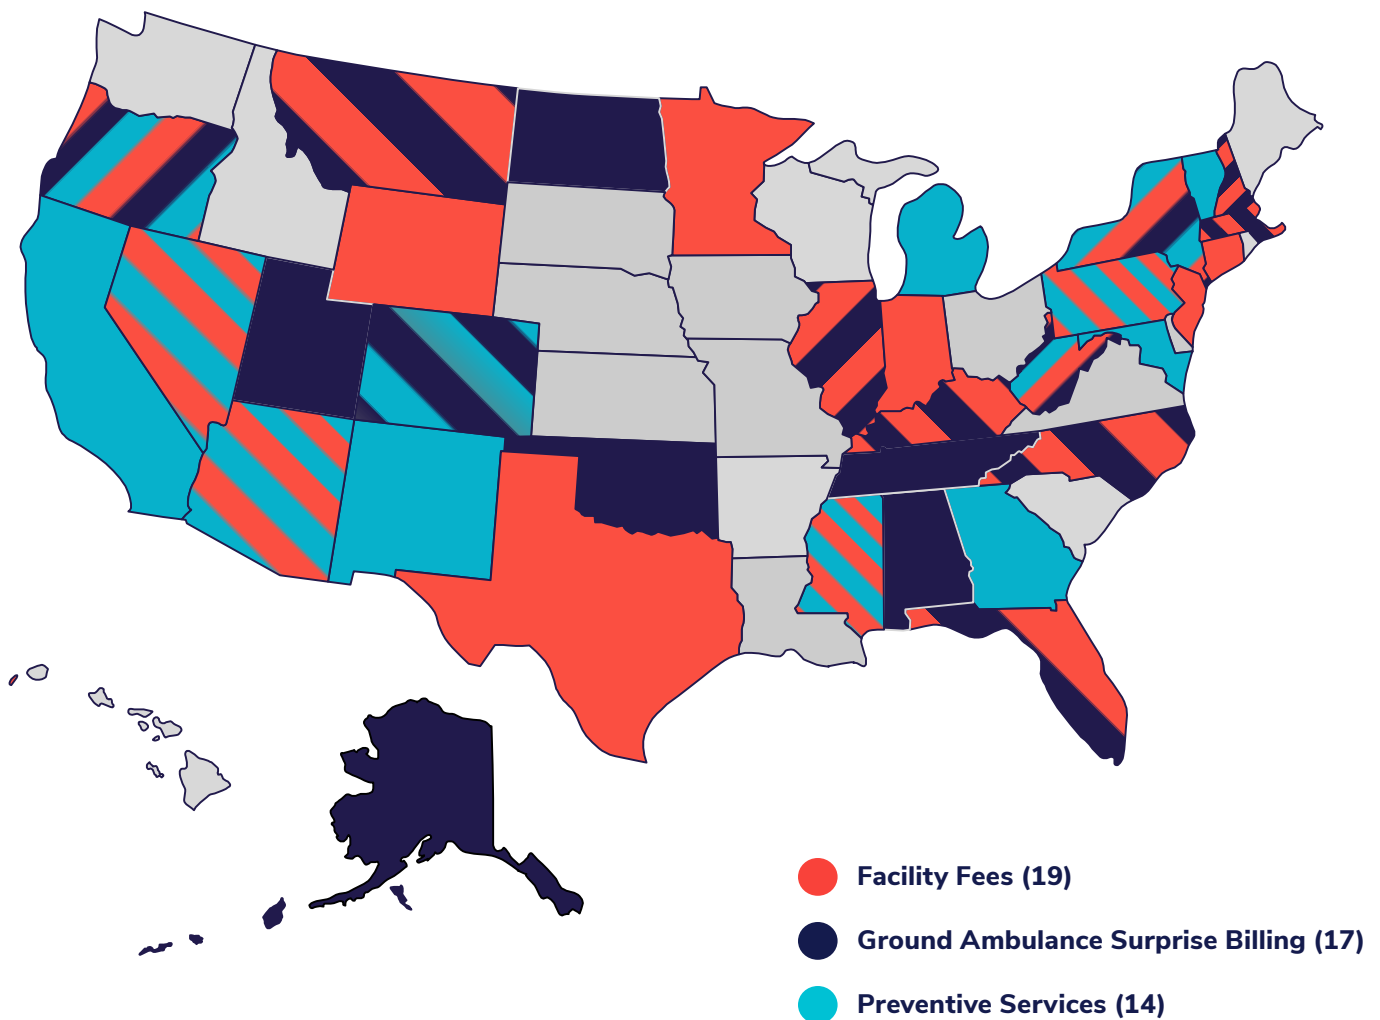 Facility Fees (19)
Ground Ambulance Surprise Billing (17)
Preventive Services (14)